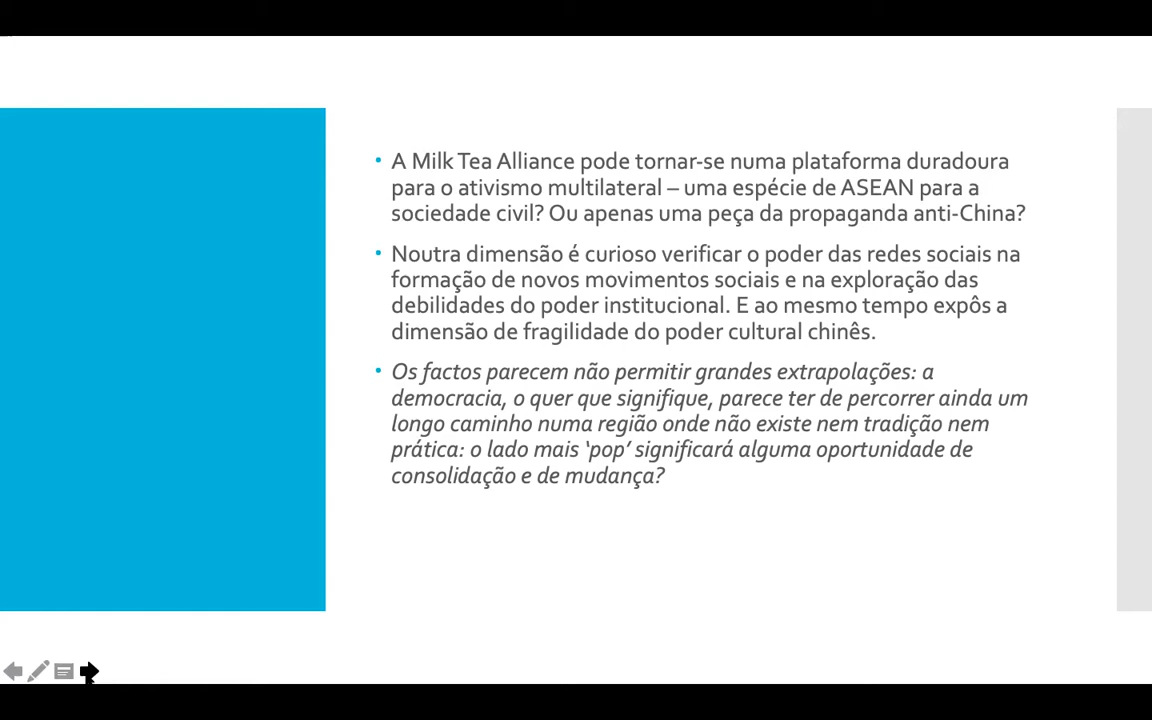 • A Milk Tea Alliance pode tornar-se numa plataforma duradoura
para o ativismo multilateral – uma espécie de ASEAN para a
sociedade civil? Ou apenas uma peça da propaganda anti-China?
• Noutra dimensão é curioso verificar o poder das redes sociais na
formação de novos movimentos sociais e na exploração das
debilidades do poder institucional. E ao mesmo tempo expôs a
dimensão de fragilidade do poder cultural chinês.
• Os factos parecem não permitir grandes extrapolações: a
democracia, o quer que signifique, parece ter de percorrer ainda um
longo caminho numa região onde não existe nem tradição nem
prática: o lado mais ‘pop’ significará alguma oportunidade de
consolidação e de mudança?